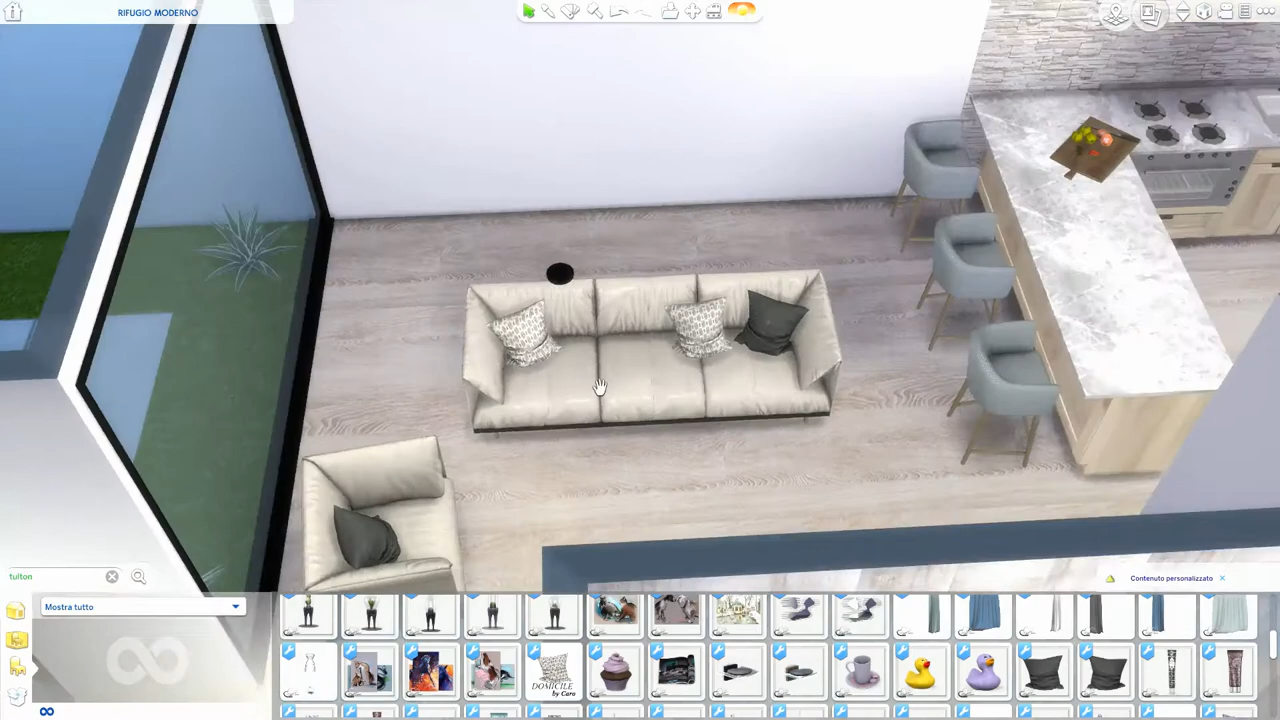 RIFUGIO MODERNO
tulton
Contenuto personalizzato
Mostra tutto
DOMICILE
by Caro